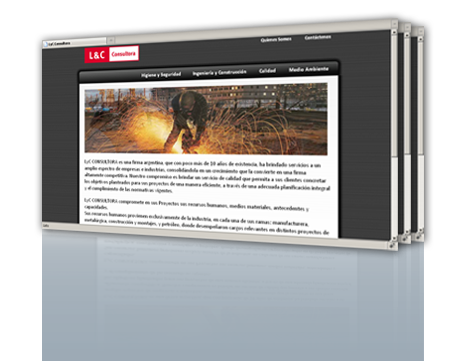 L&C Consultora
Quiénes Somos Contáctenos
L&C Consultora
Higiene y Seguridad Ingeniería y Construcción Calidad Medio Ambiente
L&C CONSULTORA es una firma argentina, que con poco más de 10 años de existencia, ha brindado servicios a un
amplio espectro de empresas e industrias, consolidándola en un crecimiento que la convierte en una firma
altamente competitiva. Nuestro compromiso es brindar un servicio de calidad que permita a sus clientes concretar
los objetivos planteados para sus proyectos de una manera eficiente, a través de una adecuada planificación integral
y el cumplimiento de las normativas vigentes.
L&C CONSULTORA compromete en sus Proyectos sus recursos humanos, medios materiales, antecedentes y
capacidades.
Sus recursos humanos provienen exclusivamente de la industria, en cada una de sus ramas: manufacturera,
metalúrgica, construcción y montajes, y petróleo, donde desempeñaron cargos relevantes en distintos proyectos de